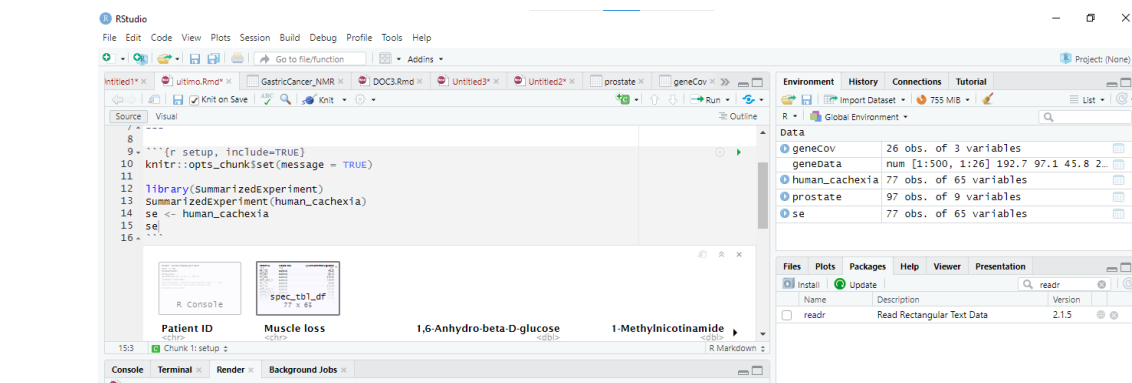 RStudio
File Edit Code View Plots Session Build Debug Profile Tools Help
Go to file/function Addins
Project: (None)
ntitled1* ultimo.Rmd* GastricCancer_NMR DOC3.Rmd Untitled3* Untitled2* prostate geneCov
Knit on Save Knit Run
Source Visual Outline
7 ---
8
9 ```{r setup, include=TRUE}
10 knitr::opts_chunk$set(message = TRUE)
11
12 library(SummarizedExperiment)
13 SummarizedExperiment(human_cachexia)
14 se <- human_cachexia
15 se
16 ```
R Console
spec_tbl_df
77 x 65
Patient ID Muscle loss 1,6-Anhydro-beta-D-glucose 1-Methylnicotinamide
<chr> <chr> <dbl> <dbl>
15:3 Chunk 1: setup R Markdown
Console Terminal Render Background Jobs
Environment History Connections Tutorial
Import Dataset 755 MiB List
R Global Environment
Data
geneCov 26 obs. of 3 variables
geneData num [1:500, 1:26] 192.7 97.1 45.8 2…
human_cachexia 77 obs. of 65 variables
prostate 97 obs. of 9 variables
se 77 obs. of 65 variables
Files Plots Packages Help Viewer Presentation
Install Update readr
Name Description Version
readr Read Rectangular Text Data 2.1.5